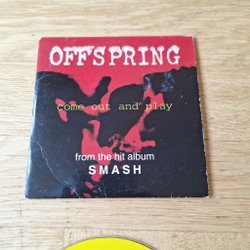 OFFSPRING
come out and play
from the hit album
SMASH